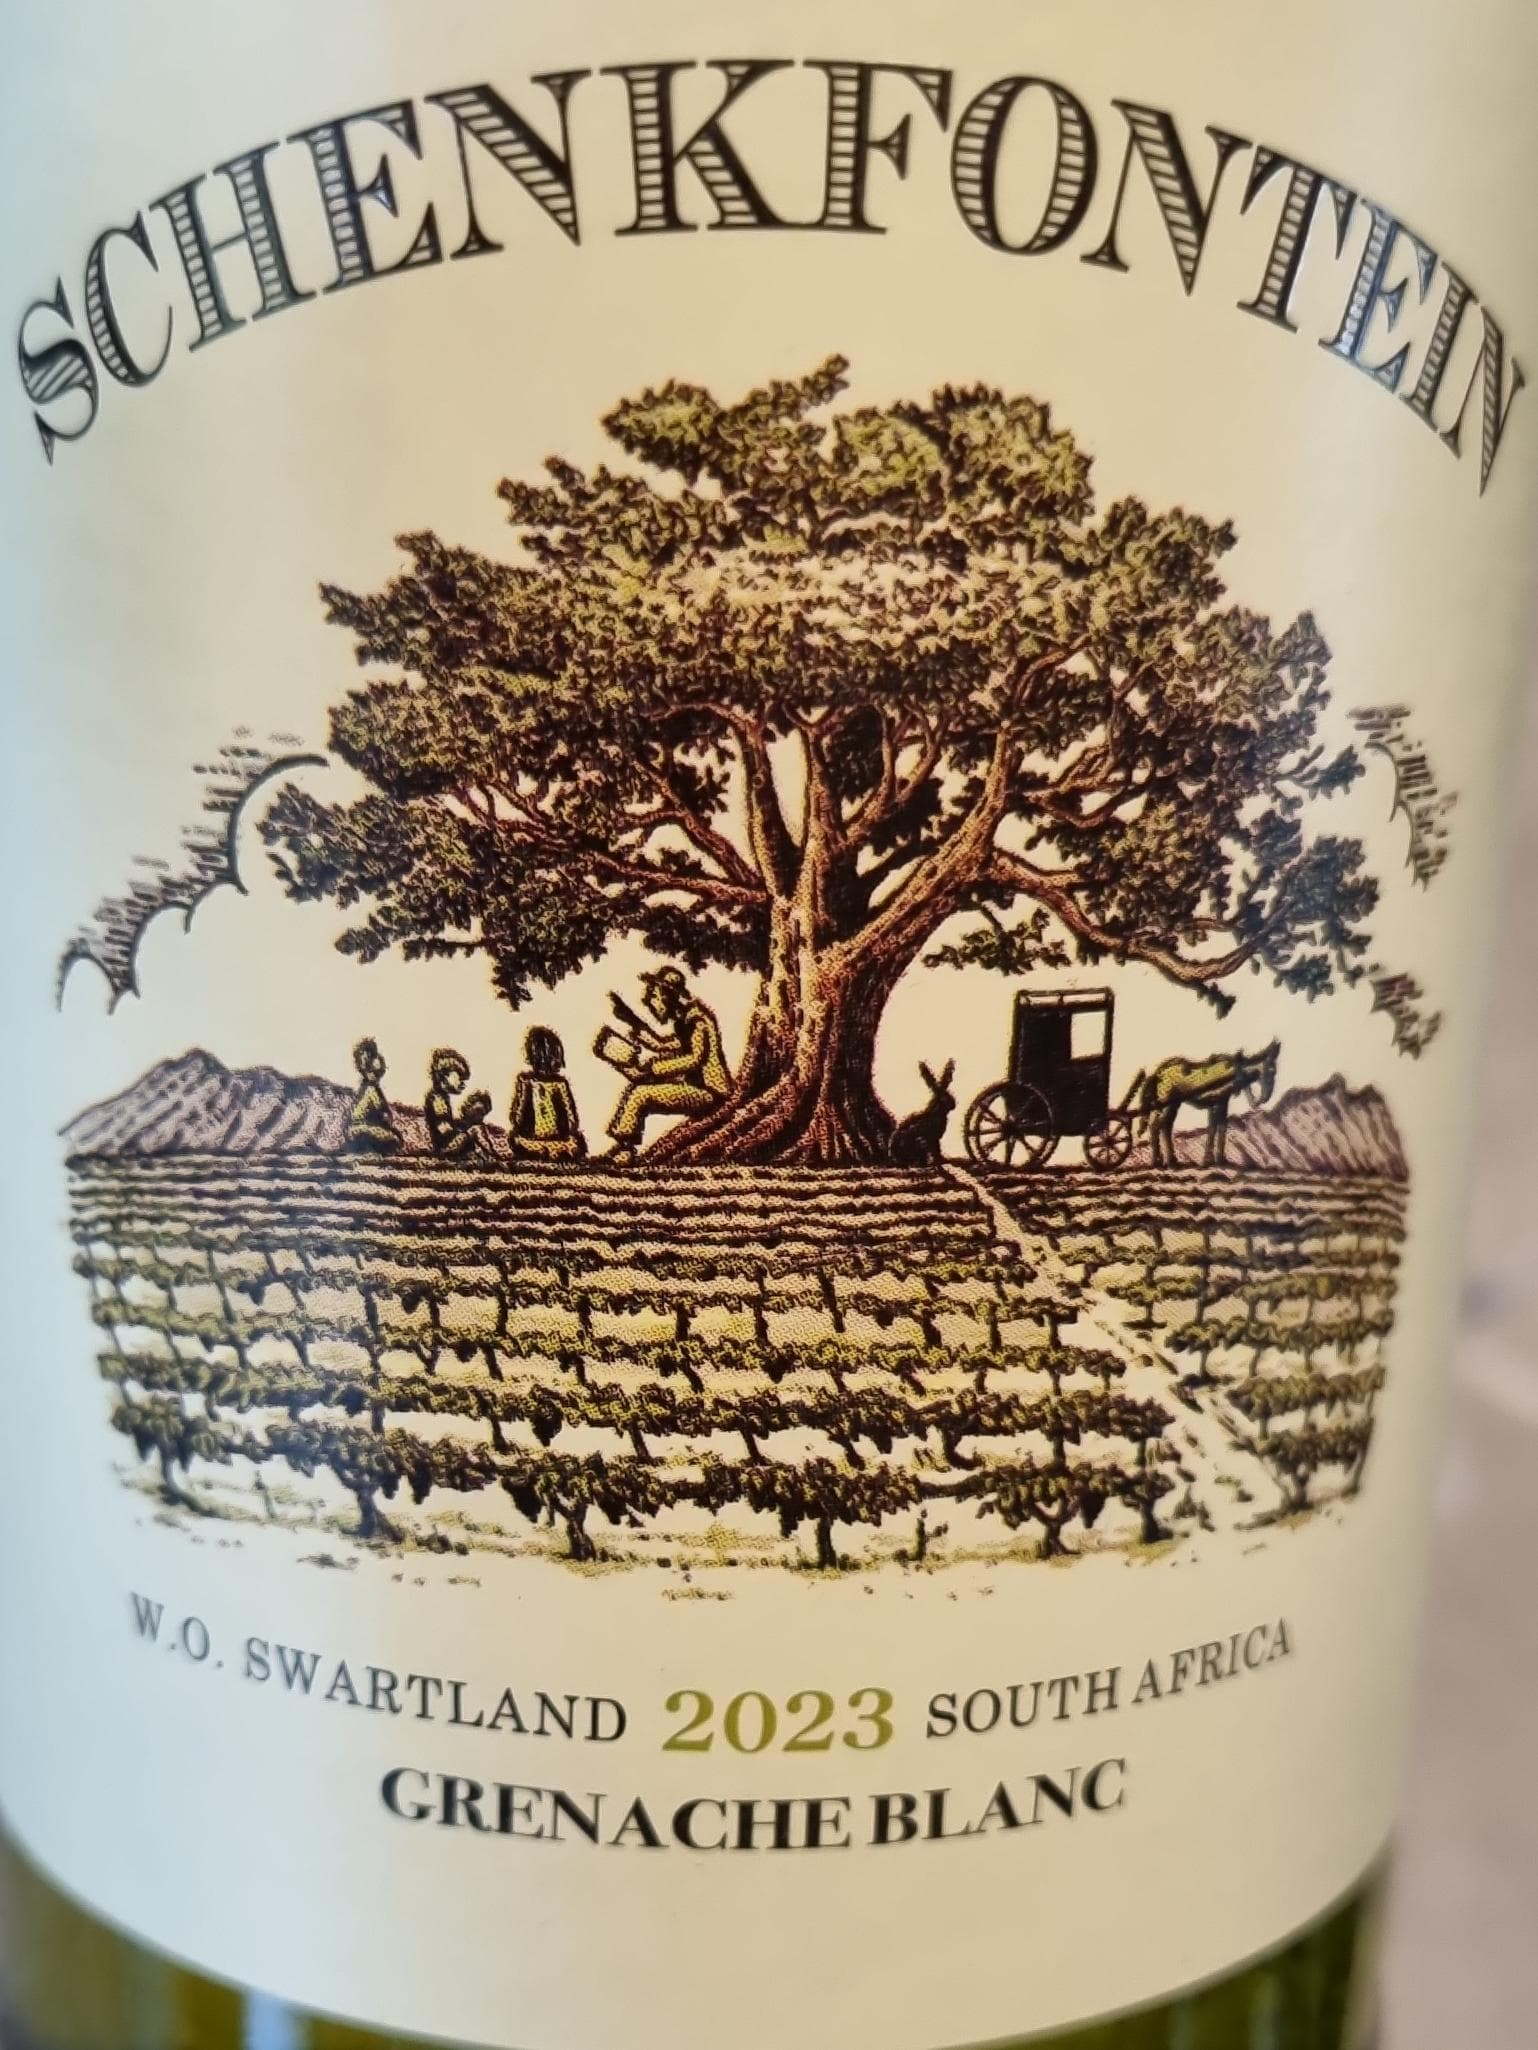 SCHENKFONTEIN
W.O. SWARTLAND 2023 SOUTH AFRICA
GRENACHE BLANC